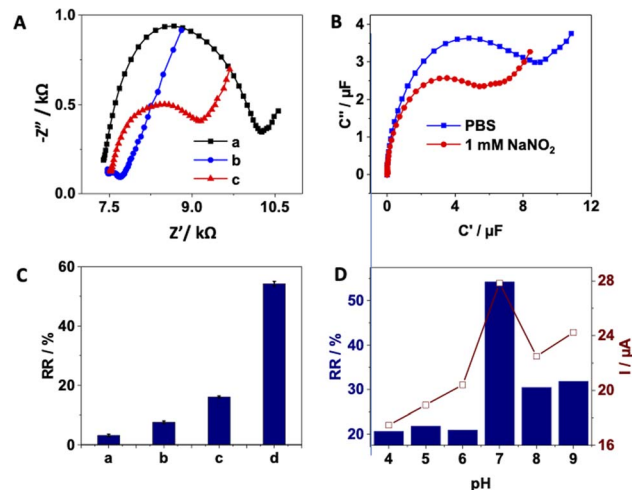 A
-Z'' / kΩ
1.0
0.5
0.0
a
b
c
7.5 9.0 10.5
Z' / kΩ
B
C'' / µF
4
3
2
1
0
PBS
1 mM NaNO₂
0 4 8 12
C' / µF
C
RR / %
60
40
20
0
a b c d
D
RR / %
50
40
30
20
28
24
20
16
I / µA
4 5 6 7 8 9
pH